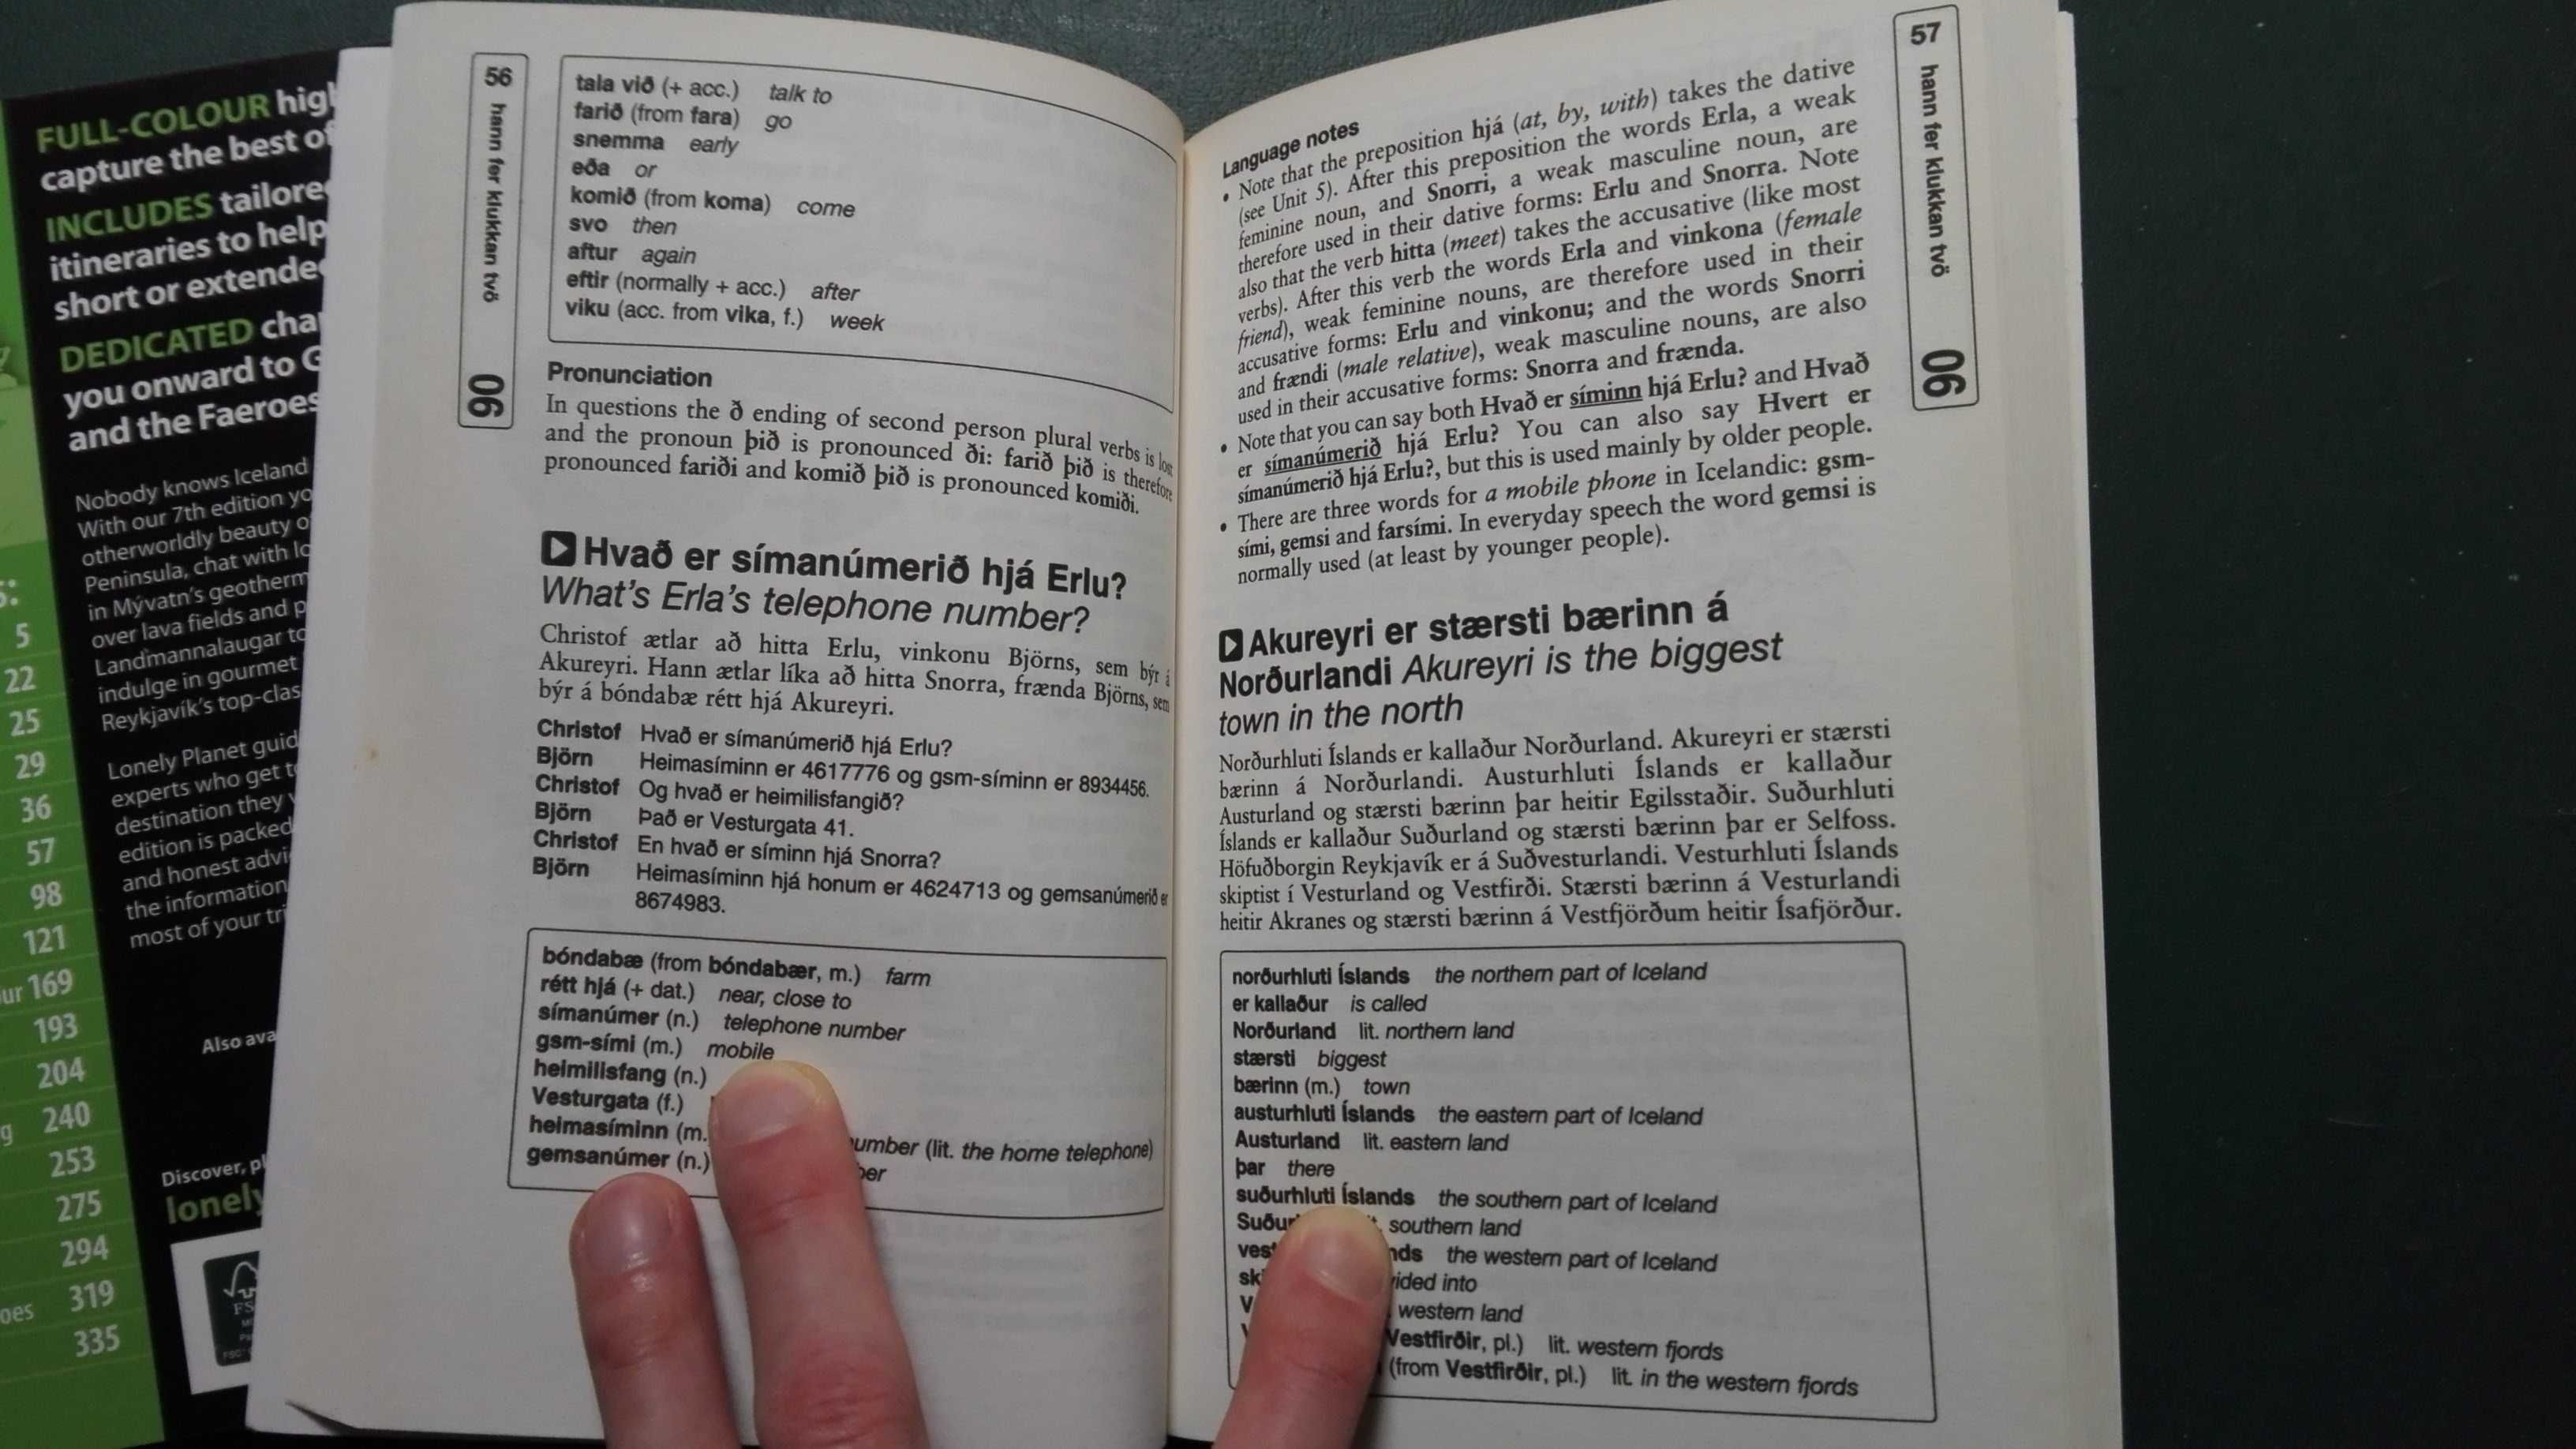 FULL-COLOUR
capture the best of
INCLUDES
itineraries to help
short or extended
DEDICATED
you onward to
and the Faeroes
Nobody knows Iceland
With our 7th edition
otherworldly beauty
Peninsula, chat with
in Mývatn's
over lava fields and
Landmannalaugar
indulge in gourmet
Reykjavík's
Lonely Planet
experts who get
destination they
edition is packed
and honest
the information
most of your
Also
Discover,
lonely
5
22
25
29
36
57
98
121
169
193
204
240
253
275
294
319
335
56 hann fer klukkan tvö 06
tala við (+ acc.) talk to
farið (from fara) go
snemma early
eða or
komið (from koma) come
svo then
aftur again
eftir (normally + acc.) after
viku (acc. from vika, f.) week
Pronunciation
In questions the ð ending of second person plural verbs is lost
and the pronoun þið is pronounced ði: farið þið is therefore
pronounced fariði and komið þið is pronounced komiði.
Hvað er símanúmerið hjá Erlu?
What's Erla's telephone number?
Christof ætlar að hitta Erlu, vinkonu Björns, sem býr á
Akureyri. Hann ætlar líka að hitta Snorra, frænda Björns, sem
býr á bóndabæ rétt hjá Akureyri.
Christof Hvað er símanúmerið hjá Erlu?
Björn Heimasíminn er 4617776 og gsm-síminn er 8934456.
Christof Og hvað er heimilisfangið?
Björn Það er Vesturgata 41.
Christof En hvað er síminn hjá Snorra?
Björn Heimasíminn hjá honum er 4624713 og gemsanúmerið er
8674983.
bóndabæ (from bóndabær, m.) farm
rétt hjá (+ dat.) near, close to
símanúmer (n.) telephone number
gsm-sími (m.) mobile
heimilisfang (n.)
Vesturgata (f.)
heimasíminn (m. (lit. the home telephone)
gemsanúmer (n.)
57 hann fer klukkan tvö 06
Language notes
• Note that the preposition hjá (at, by, with) takes the dative
(see Unit 5). After this preposition the words Erla, a weak
feminine noun, and Snorri, a weak masculine noun, are
therefore used in their dative forms: Erlu and Snorra. Note
also that the verb hitta (meet) takes the accusative (like most
verbs). After this verb the words Erla and vinkona (female
friend), weak feminine nouns, are therefore used in their
accusative forms: Erlu and vinkonu; and the words Snorri
and frændi (male relative), weak masculine nouns, are also
used in their accusative forms: Snorra and frænda.
• Note that you can say both Hvað er síminn hjá Erlu? and Hvað
er símanúmerið hjá Erlu? You can also say Hvert er
símanúmerið hjá Erlu?, but this is used mainly by older people.
• There are three words for a mobile phone in Icelandic: gsm-
sími, gemsi and farsími. In everyday speech the word gemsi is
normally used (at least by younger people).
Akureyri er stærsti bærinn á
Norðurlandi Akureyri is the biggest
town in the north
Norðurhluti Íslands er kallaður Norðurland. Akureyri er stærsti
bærinn á Norðurlandi. Austurhluti Íslands er kallaður
Austurland og stærsti bærinn þar heitir Egilsstaðir. Suðurhluti
Íslands er kallaður Suðurland og stærsti bærinn þar er Selfoss.
Höfuðborgin Reykjavík er á Suðvesturlandi. Vesturhluti Íslands
skiptist í Vesturland og Vestfirði. Stærsti bærinn á Vesturlandi
heitir Akranes og stærsti bærinn á Vestfjörðum heitir Ísafjörður.
norðurhluti Íslands the northern part of Iceland
er kallaður is called
Norðurland lit. northern land
stærsti biggest
bærinn (m.) town
austurhluti Íslands the eastern part of Iceland
Austurland lit. eastern land
þar there
suðurhluti Íslands the southern part of Iceland
southern land
the western part of Iceland
into
western land
Vestfirðir, pl.) lit. western fjords
(from Vestfirðir, pl.) lit. in the western fjords